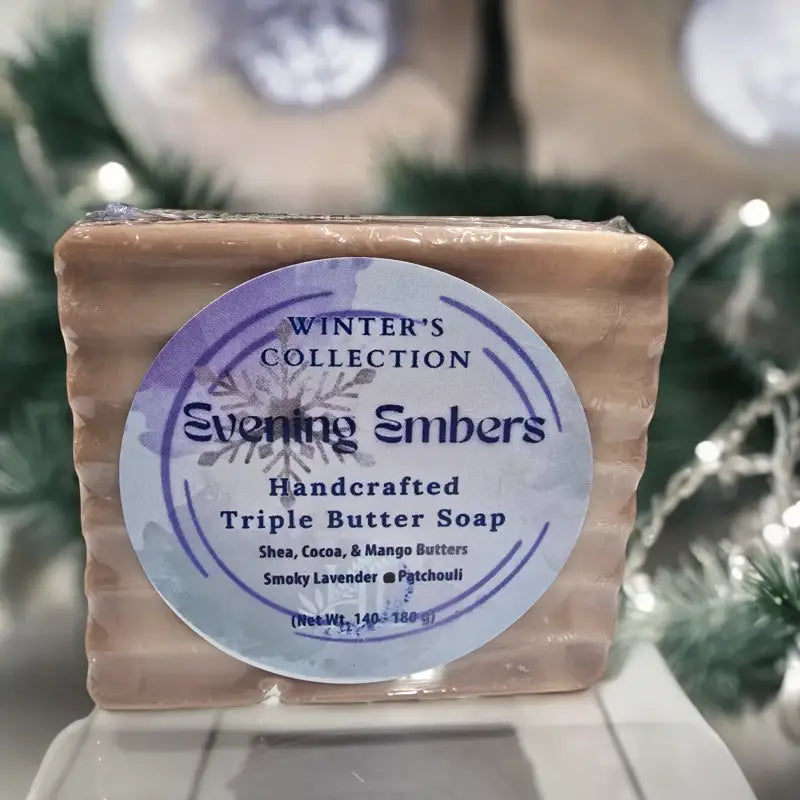 WINTER'S
COLLECTION
Evening Embers
Handcrafted
Triple Butter Soap
Shea, Cocoa, & Mango Butters
Smoky Lavender ● Patchouli
(Net Wt. 140 - 180 g)